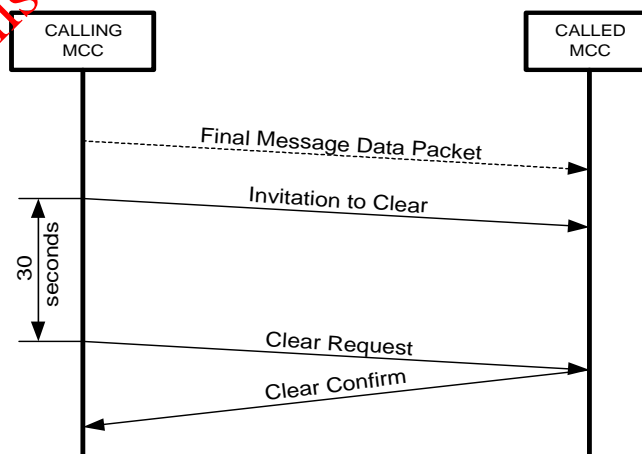 CALLING
MCC
CALLED
MCC
Final Message Data Packet
Invitation to Clear
30
seconds
Clear Request
Clear Confirm